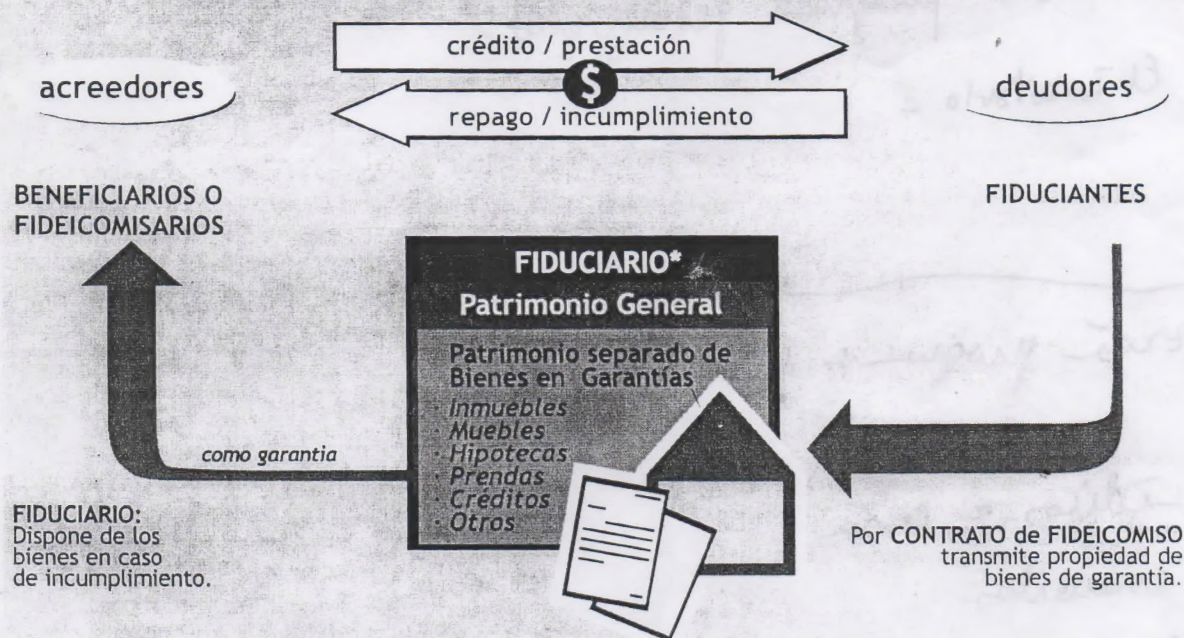 crédito / prestación
acreedores
$
deudores
repago / incumplimiento
BENEFICIARIOS O
FIDEICOMISARIOS
FIDUCIANTES
FIDUCIARIO*
Patrimonio General
Patrimonio separado de
Bienes en Garantías
· Inmuebles
· Muebles
· Hipotecas
· Prendas
· Créditos
· Otros
como garantia
FIDUCIARIO:
Dispone de los
bienes en caso
de incumplimiento.
Por CONTRATO de FIDEICOMISO
transmite propiedad de
bienes de garantía.